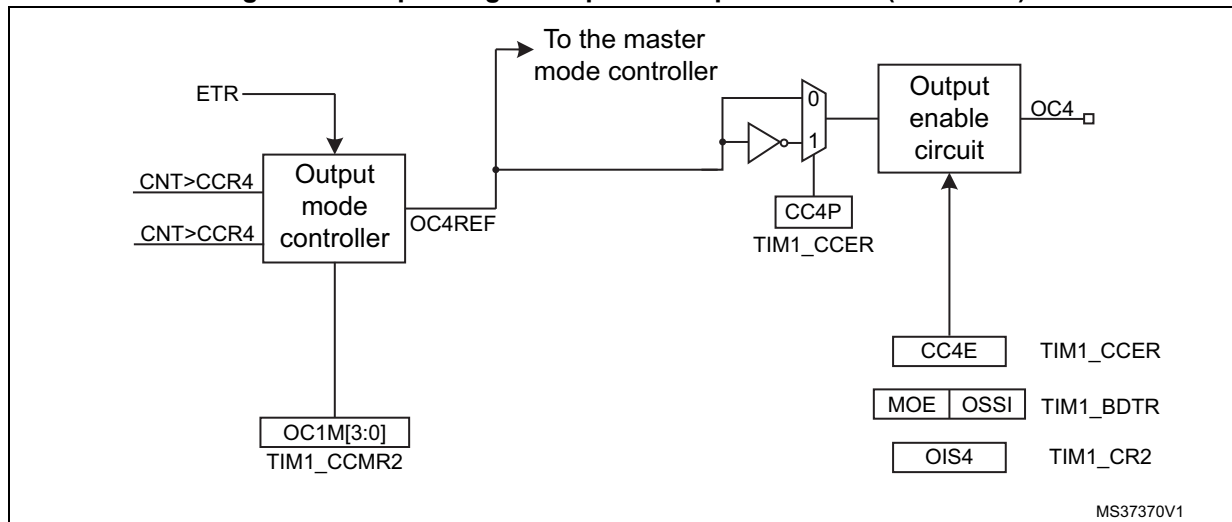 To the master
mode controller
ETR
0
1
Output
enable
circuit
OC4
CNT>CCR4
CNT>CCR4
Output
mode
controller
OC4REF
CC4P
TIM1_CCER
CC4E
TIM1_CCER
MOE
OSSI
TIM1_BDTR
OC1M[3:0]
TIM1_CCMR2
OIS4
TIM1_CR2
MS37370V1